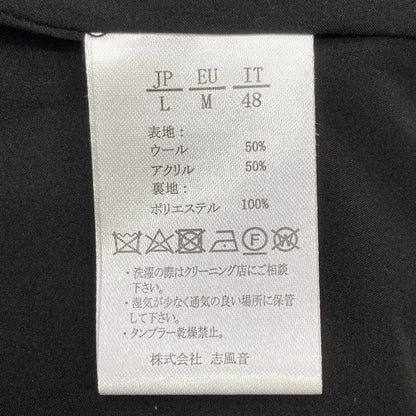 JP EU IT
L M 48
表地：
ウール 50%
アクリル 50%
裏地：
ポリエステル 100%
・洗濯の際はクリーニング店にご相談
下さい。
・湿気が少なく通気の良い場所に保管
して下さい。
・タンブラー乾燥禁止。
株式会社 志風音